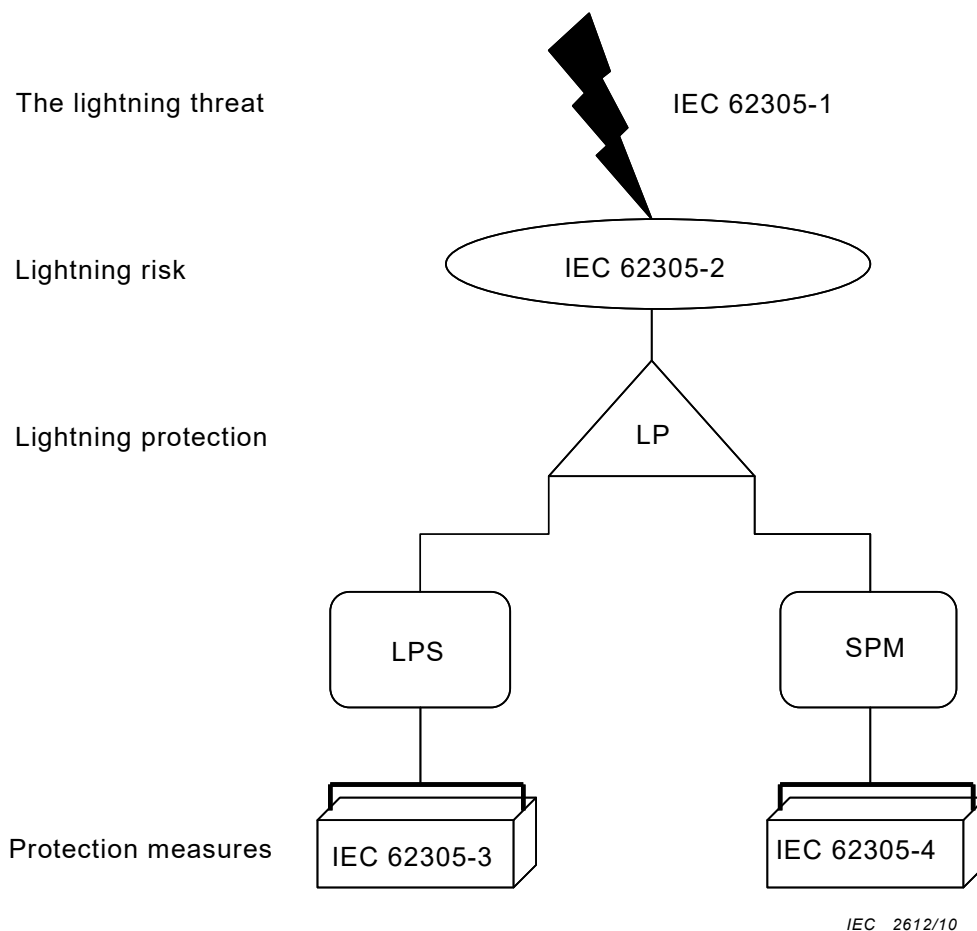 The lightning threat
IEC 62305-1
Lightning risk
IEC 62305-2
Lightning protection
LP
LPS
SPM
Protection measures
IEC 62305-3
IEC 62305-4
IEC 2612/10